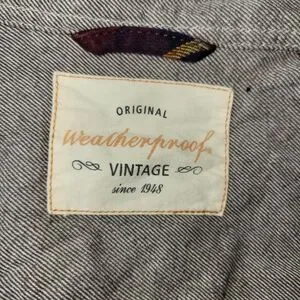 ORIGINAL
Weatherproof
VINTAGE
since 1948